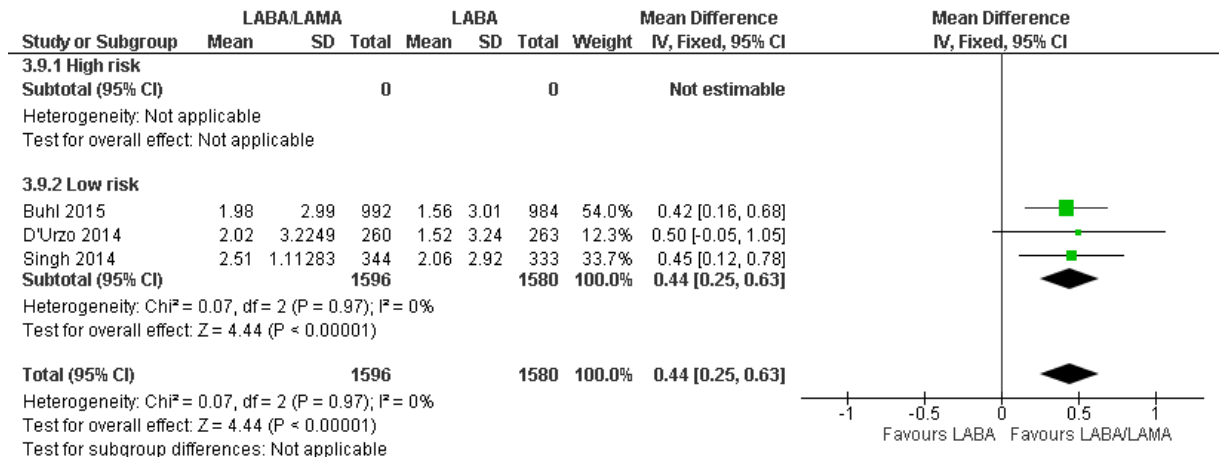 LABA/LAMA LABA Mean Difference Mean Difference
Study or Subgroup Mean SD Total Mean SD Total Weight IV, Fixed, 95% CI IV, Fixed, 95% CI
3.9.1 High risk
Subtotal (95% CI) 0 0 Not estimable
Heterogeneity: Not applicable
Test for overall effect: Not applicable
3.9.2 Low risk
Buhl 2015 1.98 2.99 992 1.56 3.01 984 54.0% 0.42 [0.16, 0.68]
D'Urzo 2014 2.02 3.2249 260 1.52 3.24 263 12.3% 0.50 [-0.05, 1.05]
Singh 2014 2.51 1.11283 344 2.06 2.92 333 33.7% 0.45 [0.12, 0.78]
Subtotal (95% CI) 1596 1580 100.0% 0.44 [0.25, 0.63]
Heterogeneity: Chi² = 0.07, df = 2 (P = 0.97); I² = 0%
Test for overall effect: Z = 4.44 (P < 0.00001)
Total (95% CI) 1596 1580 100.0% 0.44 [0.25, 0.63]
Heterogeneity: Chi² = 0.07, df = 2 (P = 0.97); I² = 0%
Test for overall effect: Z = 4.44 (P < 0.00001)
Test for subgroup differences: Not applicable
-1 -0.5 0 0.5 1
Favours LABA Favours LABA/LAMA